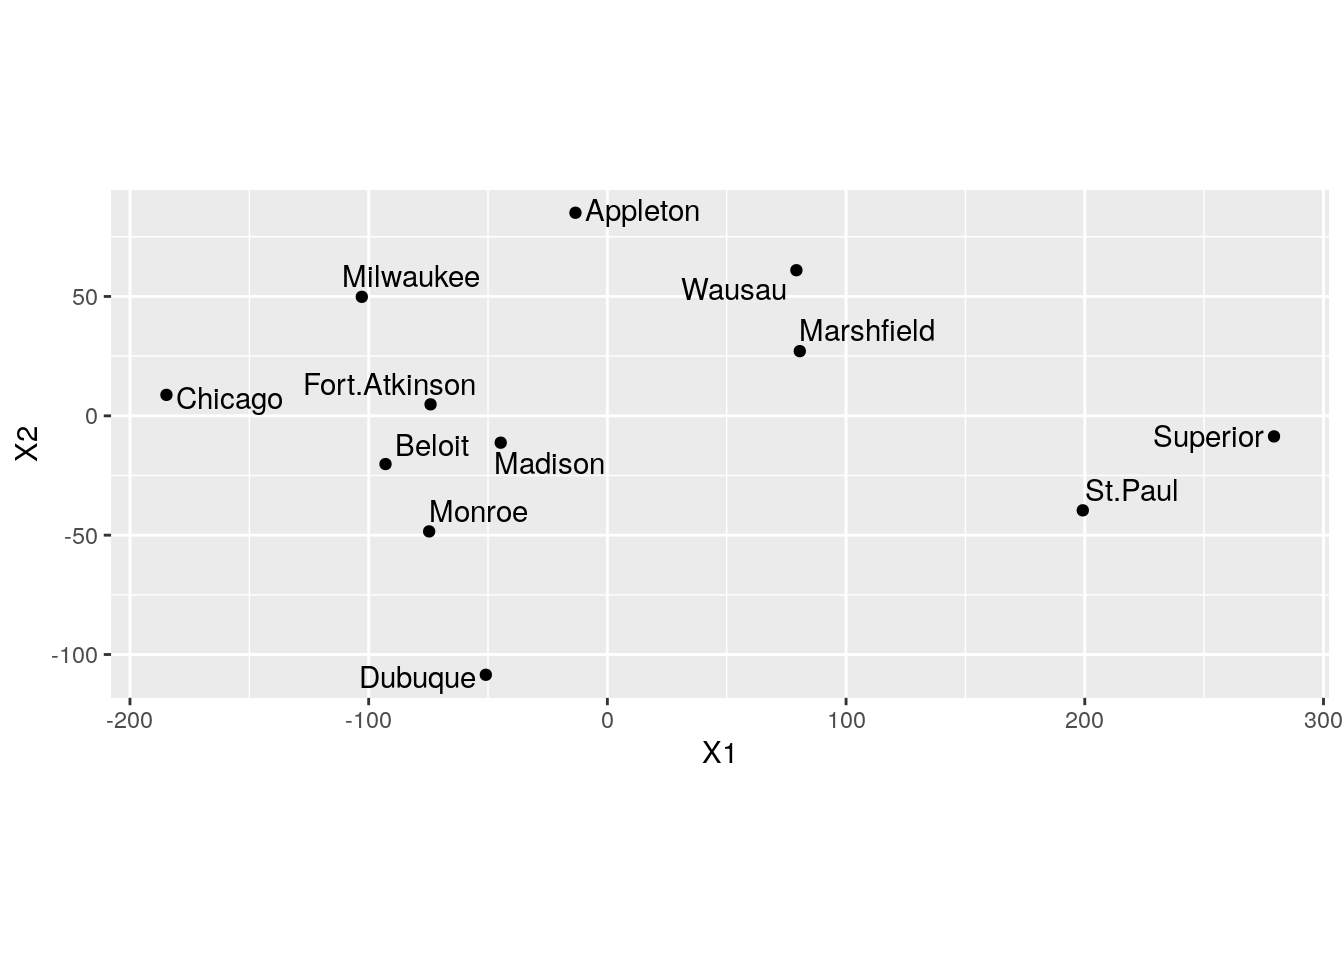 Appleton
Milwaukee
Wausau
50
Marshfield
Fort.Atkinson
Chicago
0
Beloit
Superior
Madison
St.Paul
Monroe
-50
-100
Dubuque
X2
-200
-100
0
100
200
300
X1